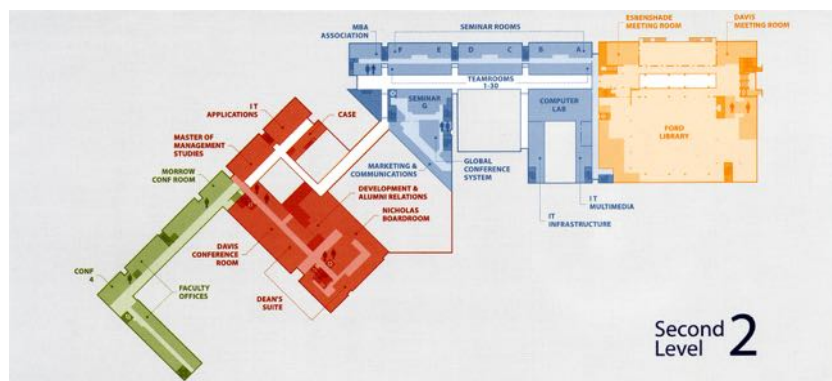 MBA
ASSOCIATION
SEMINAR ROOMS
ESBENSHADE
MEETING ROOM
DAVIS
MEETING ROOM
F
E
D
C
B
A
TEAMROOMS
1-30
IT
APPLICATIONS
CASE
SEMINAR
G
COMPUTER
LAB
FORD
LIBRARY
MASTER OF
MANAGEMENT
STUDIES
MORROW
CONF ROOM
MARKETING &
COMMUNICATIONS
GLOBAL
CONFERENCE
SYSTEM
DEVELOPMENT &
ALUMNI RELATIONS
NICHOLAS
BOARDROOM
IT
MULTIMEDIA
IT
INFRASTRUCTURE
DAVIS
CONFERENCE
ROOM
CONF
4
FACULTY
OFFICES
DEAN'S
SUITE
Second
Level 2